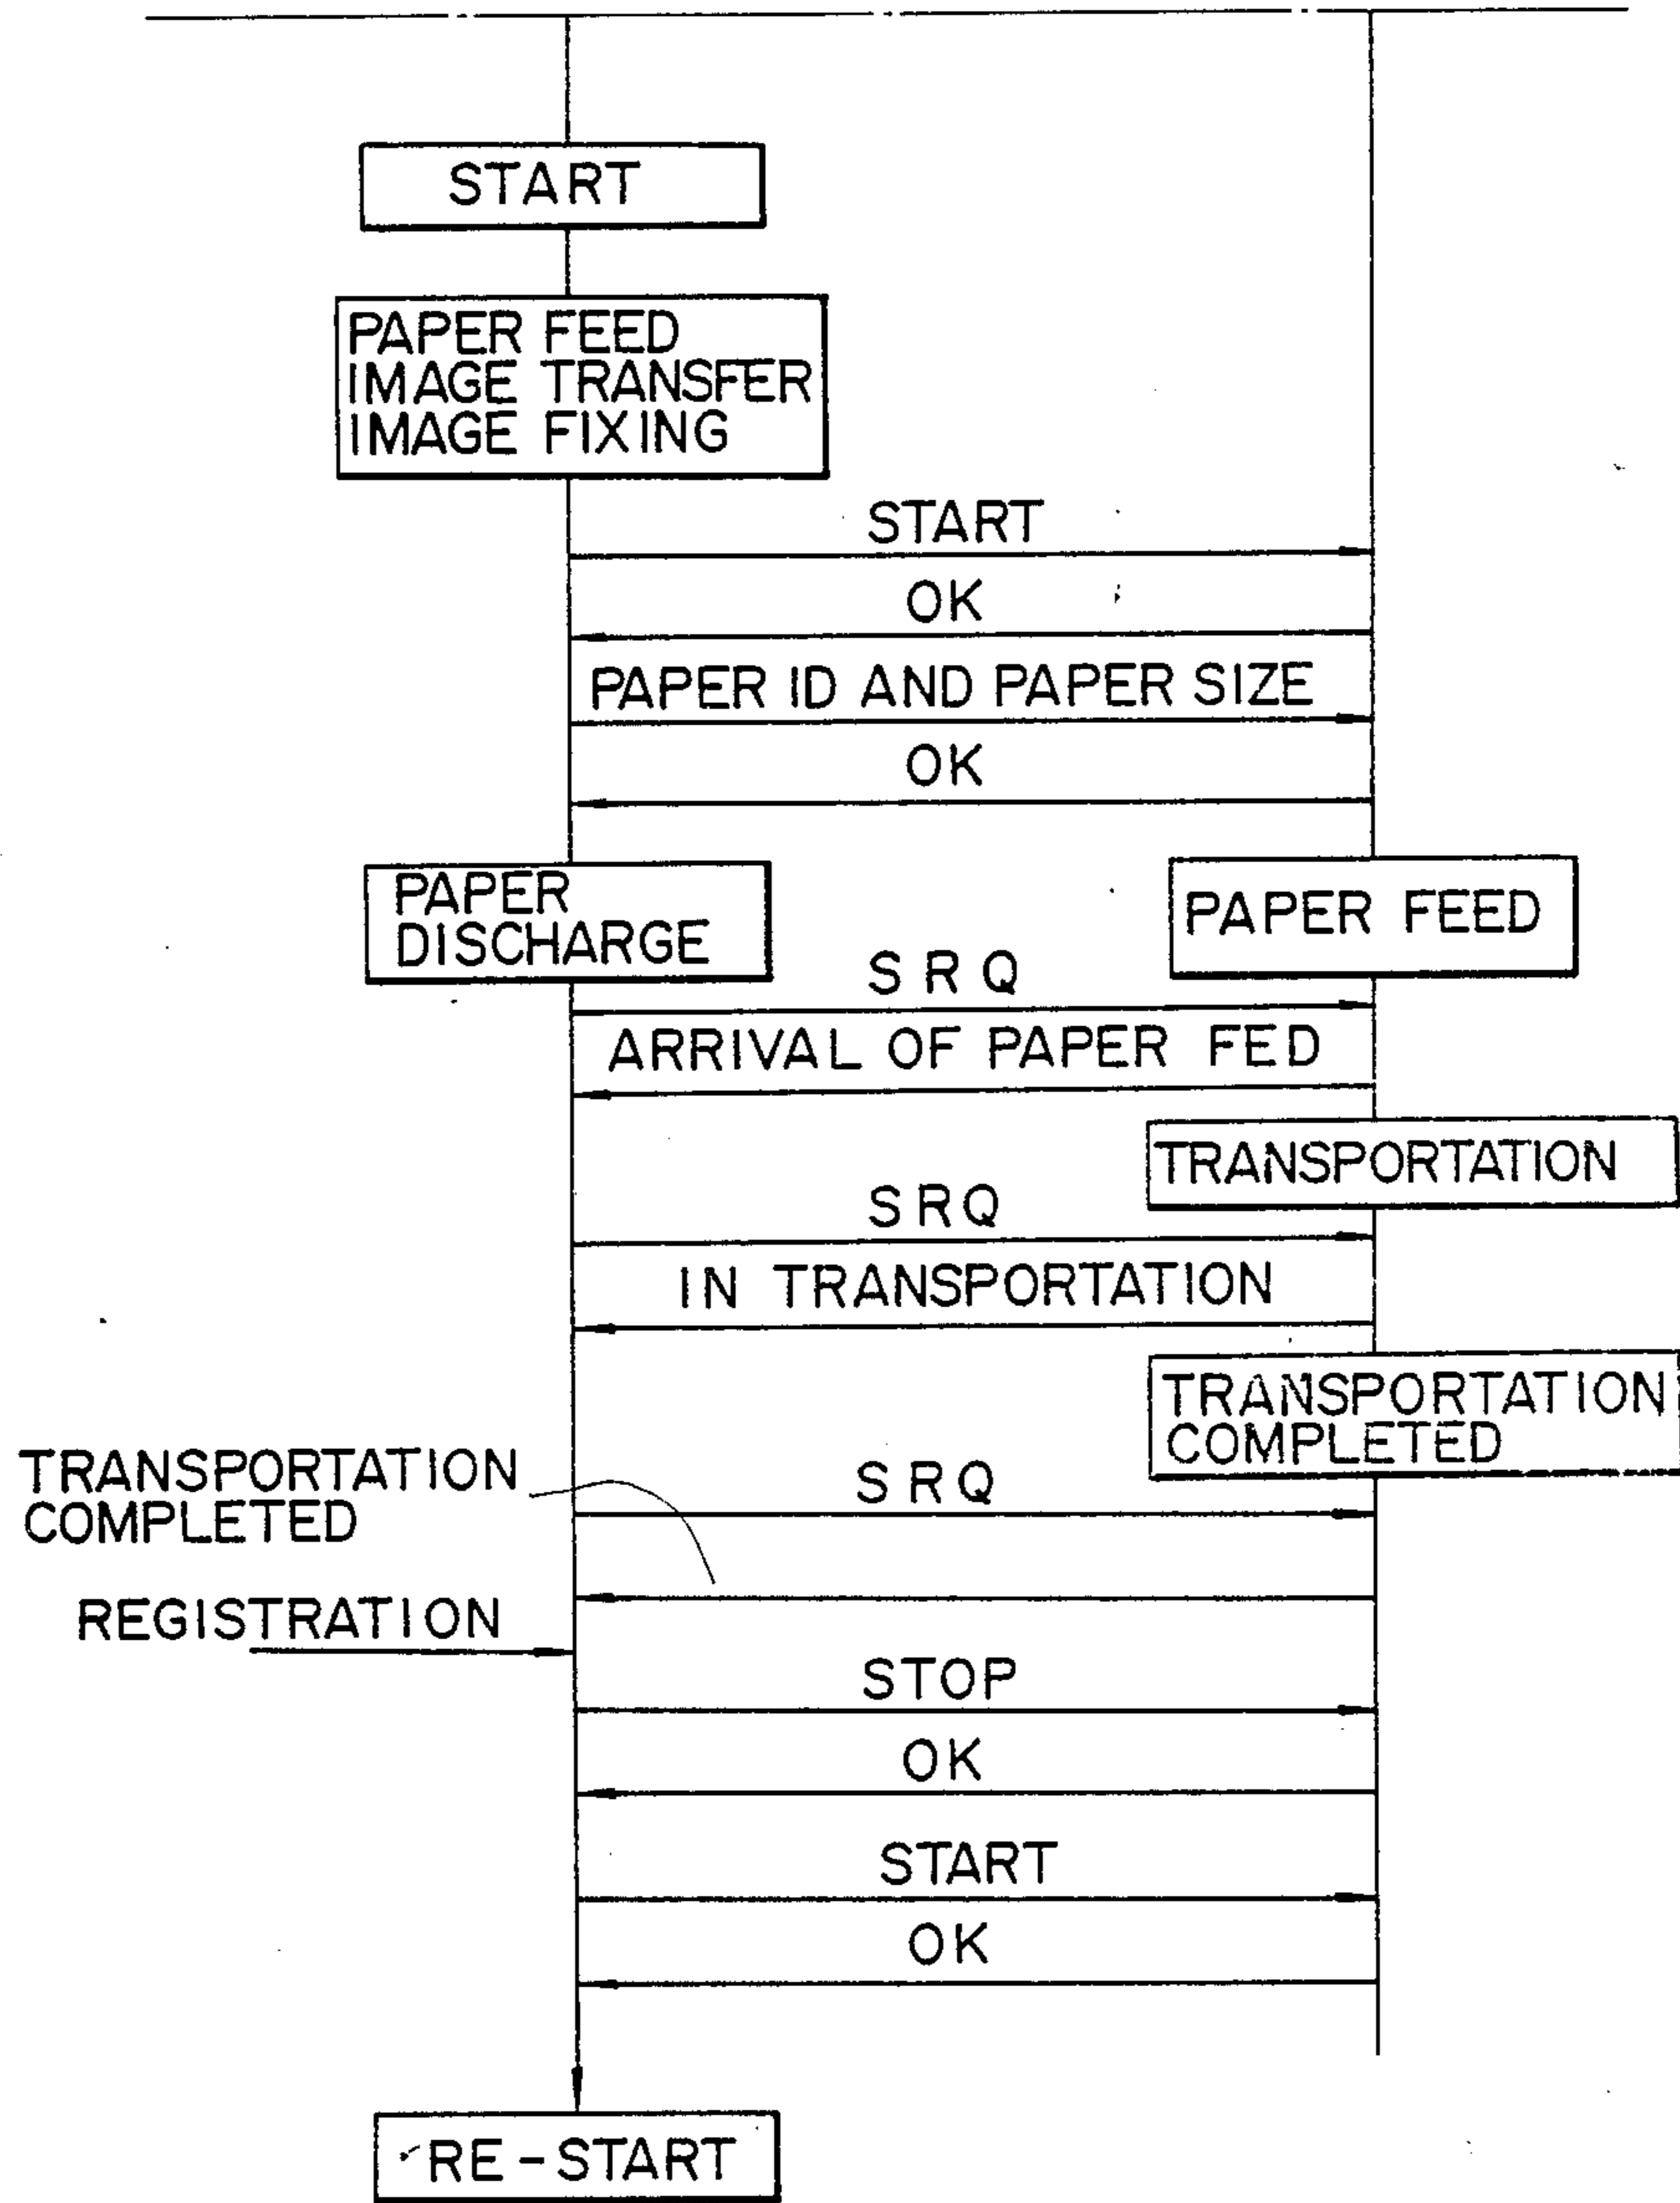 START
PAPER FEED
IMAGE TRANSFER
IMAGE FIXING
START
OK
PAPER ID AND PAPER SIZE
OK
PAPER
DISCHARGE
PAPER FEED
SRQ
ARRIVAL OF PAPER FED
TRANSPORTATION
SRQ
IN TRANSPORTATION
TRANSPORTATION
COMPLETED
TRANSPORTATION
COMPLETED
SRQ
REGISTRATION
STOP
OK
START
OK
RE-START